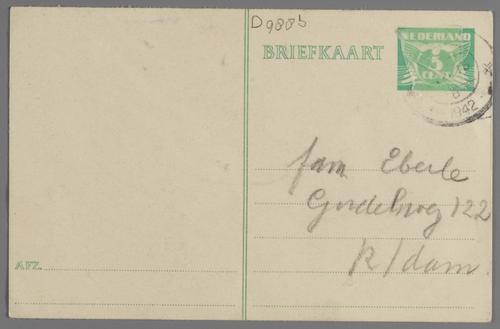 D988b
NEDERLAND
BRIEFKAART
5
CENT
1942
fam Eberle
Gordelweg 122
R/dam.
AFZ.